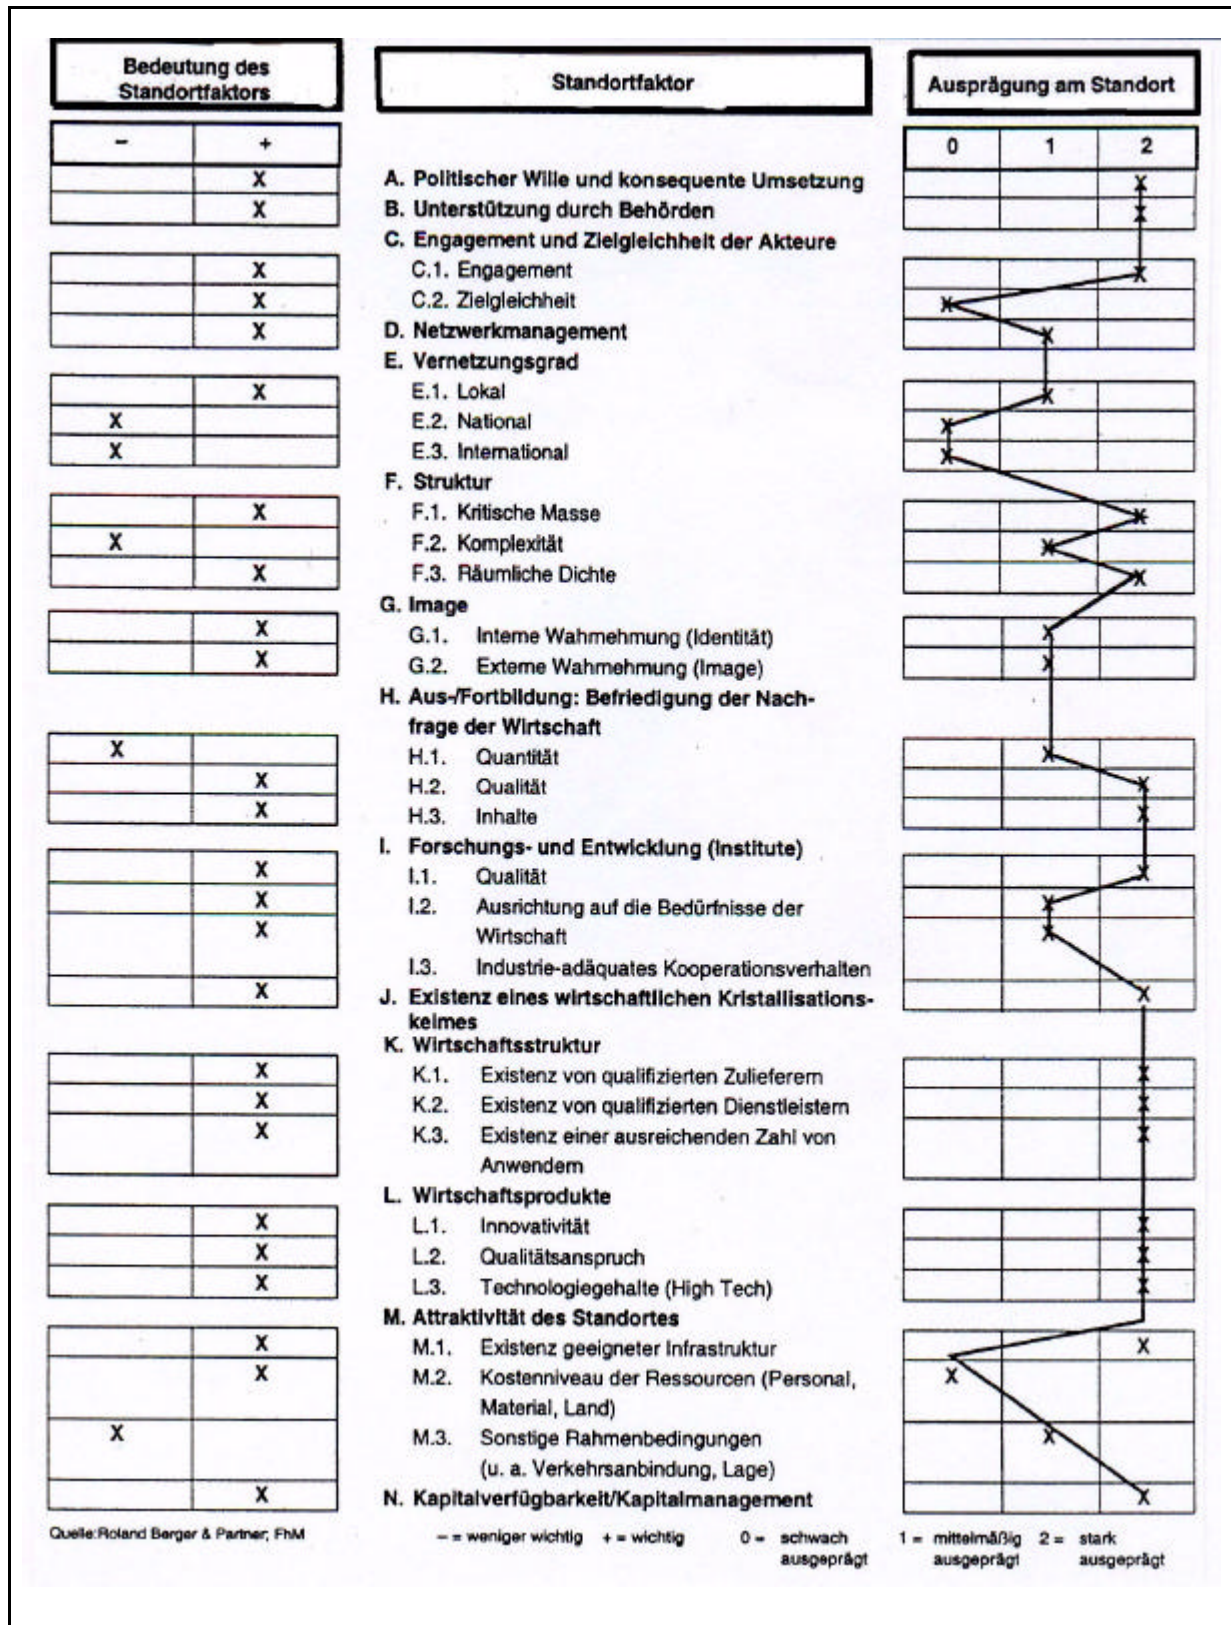 Bedeutung des
Standortfaktors
Standortfaktor
Ausprägung am Standort
– +
0 1 2
X A. Politischer Wille und konsequente Umsetzung X
X B. Unterstützung durch Behörden X
C. Engagement und Zielgleichheit der Akteure
X C.1. Engagement X
X C.2. Zielgleichheit X
X D. Netzwerkmanagement X
E. Vernetzungsgrad
X E.1. Lokal X
X E.2. National X
X E.3. International X
F. Struktur
X F.1. Kritische Masse X
X F.2. Komplexität X
X F.3. Räumliche Dichte X
G. Image
X G.1. Interne Wahrnehmung (Identität) X
X G.2. Externe Wahrnehmung (Image) X
H. Aus-/Fortbildung: Befriedigung der Nach-
frage der Wirtschaft
X H.1. Quantität X
X H.2. Qualität X
X H.3. Inhalte X
I. Forschungs- und Entwicklung (Institute)
X I.1. Qualität X
X I.2. Ausrichtung auf die Bedürfnisse der X
X Wirtschaft X
I.3. Industrie-adäquates Kooperationsverhalten
X J. Existenz eines wirtschaftlichen Kristallisations- X
keimes
K. Wirtschaftsstruktur
X K.1. Existenz von qualifizierten Zulieferern X
X K.2. Existenz von qualifizierten Dienstleistern X
X K.3. Existenz einer ausreichenden Zahl von X
Anwendern
L. Wirtschaftsprodukte
X L.1. Innovativität X
X L.2. Qualitätsanspruch X
X L.3. Technologiegehalte (High Tech) X
M. Attraktivität des Standortes
X M.1. Existenz geeigneter Infrastruktur X
X M.2. Kostenniveau der Ressourcen (Personal, X
Material, Land)
X M.3. Sonstige Rahmenbedingungen X
(u. a. Verkehrsanbindung, Lage)
X N. Kapitalverfügbarkeit/Kapitalmanagement X
Quelle:Roland Berger & Partner, FhM – = weniger wichtig + = wichtig 0 = schwach 1 = mittelmäßig 2 = stark
ausgeprägt ausgeprägt ausgeprägt